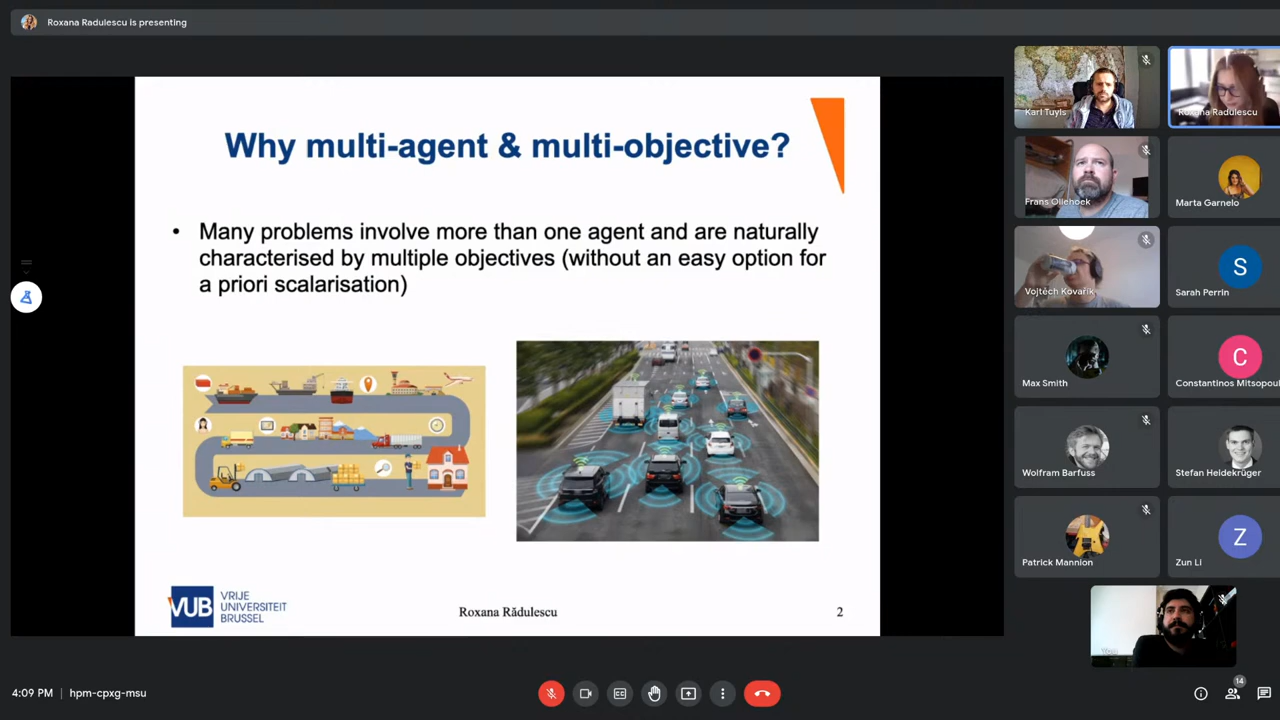 Roxana Radulescu is presenting
Why multi-agent & multi-objective?
• Many problems involve more than one agent and are naturally
characterised by multiple objectives (without an easy option for
a priori scalarisation)
VUB
VRIJE
UNIVERSITEIT
BRUSSEL
Roxana Rădulescu
2
Karl Tuyls
Roxana Radulescu
Frans Oliehoek
Marta Garnelo
Vojtěch Kovařík
S
Sarah Perrin
Max Smith
C
Constantinos Mitsopoul
Wolfram Barfuss
Stefan Heidekrüger
Patrick Mannion
Z
Zun Li
You
4:09 PM | hpm-cpxg-msu
CC
14